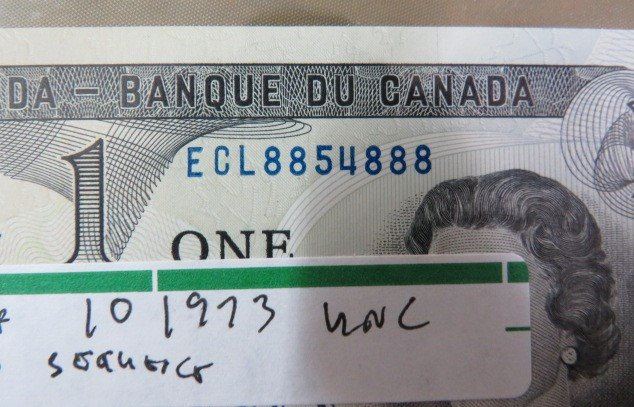 DA — BANQUE DU CANADA
ECL8854888
1
ONE
10 1973 UNC
SEQUENCE